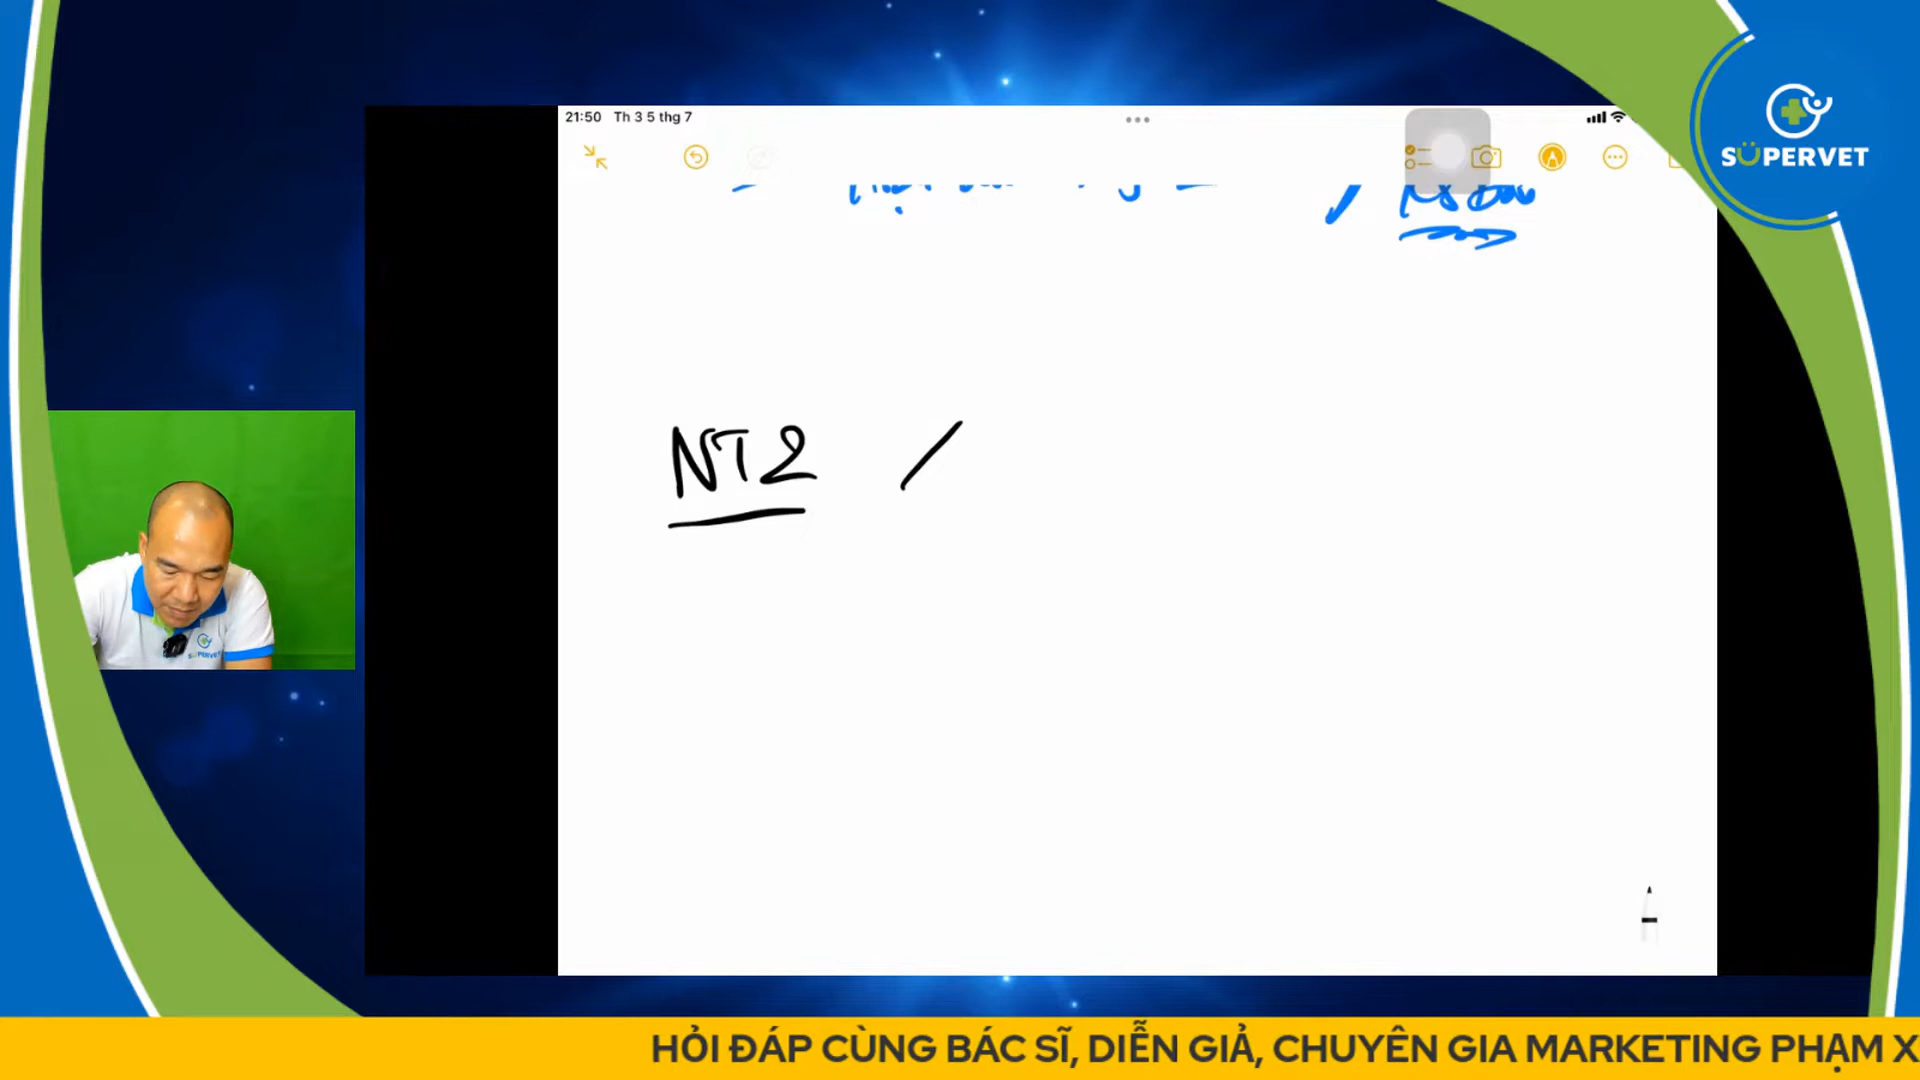 21:50 Th 3 5 thg 7
SÜPERVET
NT2 /
SÜPERVET
HỎI ĐÁP CÙNG BÁC SĨ, DIỄN GIẢ, CHUYÊN GIA MARKETING PHẠM X